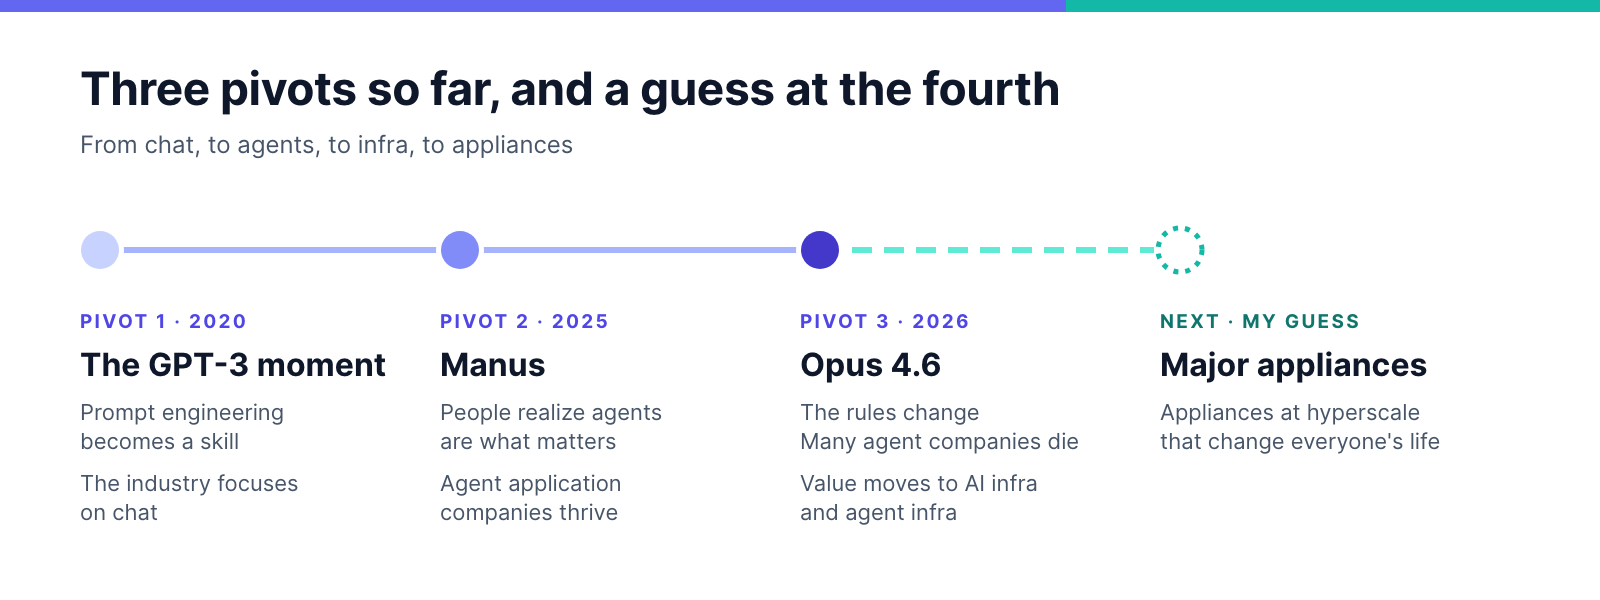 Three pivots so far, and a guess at the fourth
From chat, to agents, to infra, to appliances
PIVOT 1 · 2020
The GPT-3 moment
Prompt engineering
becomes a skill
The industry focuses
on chat
PIVOT 2 · 2025
Manus
People realize agents
are what matters
Agent application
companies thrive
PIVOT 3 · 2026
Opus 4.6
The rules change
Many agent companies die
Value moves to AI infra
and agent infra
NEXT · MY GUESS
Major appliances
Appliances at hyperscale
that change everyone's life